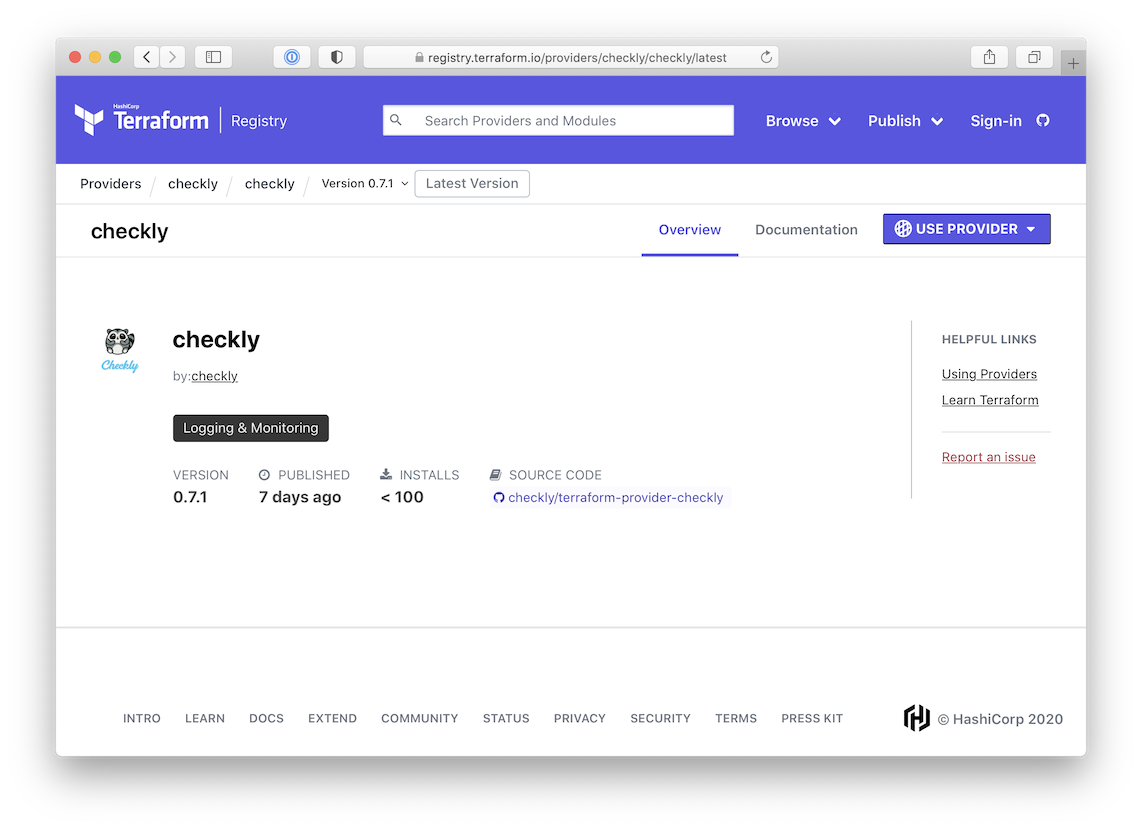 registry.terraform.io/providers/checkly/checkly/latest
HashiCorp
Terraform
Registry
Search Providers and Modules
Browse
Publish
Sign-in
Providers / checkly / checkly / Version 0.7.1 Latest Version
checkly
Overview
Documentation
USE PROVIDER
Checkly
checkly
by:checkly
Logging & Monitoring
VERSION
0.7.1
PUBLISHED
7 days ago
INSTALLS
< 100
SOURCE CODE
checkly/terraform-provider-checkly
HELPFUL LINKS
Using Providers
Learn Terraform
Report an issue
INTRO LEARN DOCS EXTEND COMMUNITY STATUS PRIVACY SECURITY TERMS PRESS KIT
© HashiCorp 2020